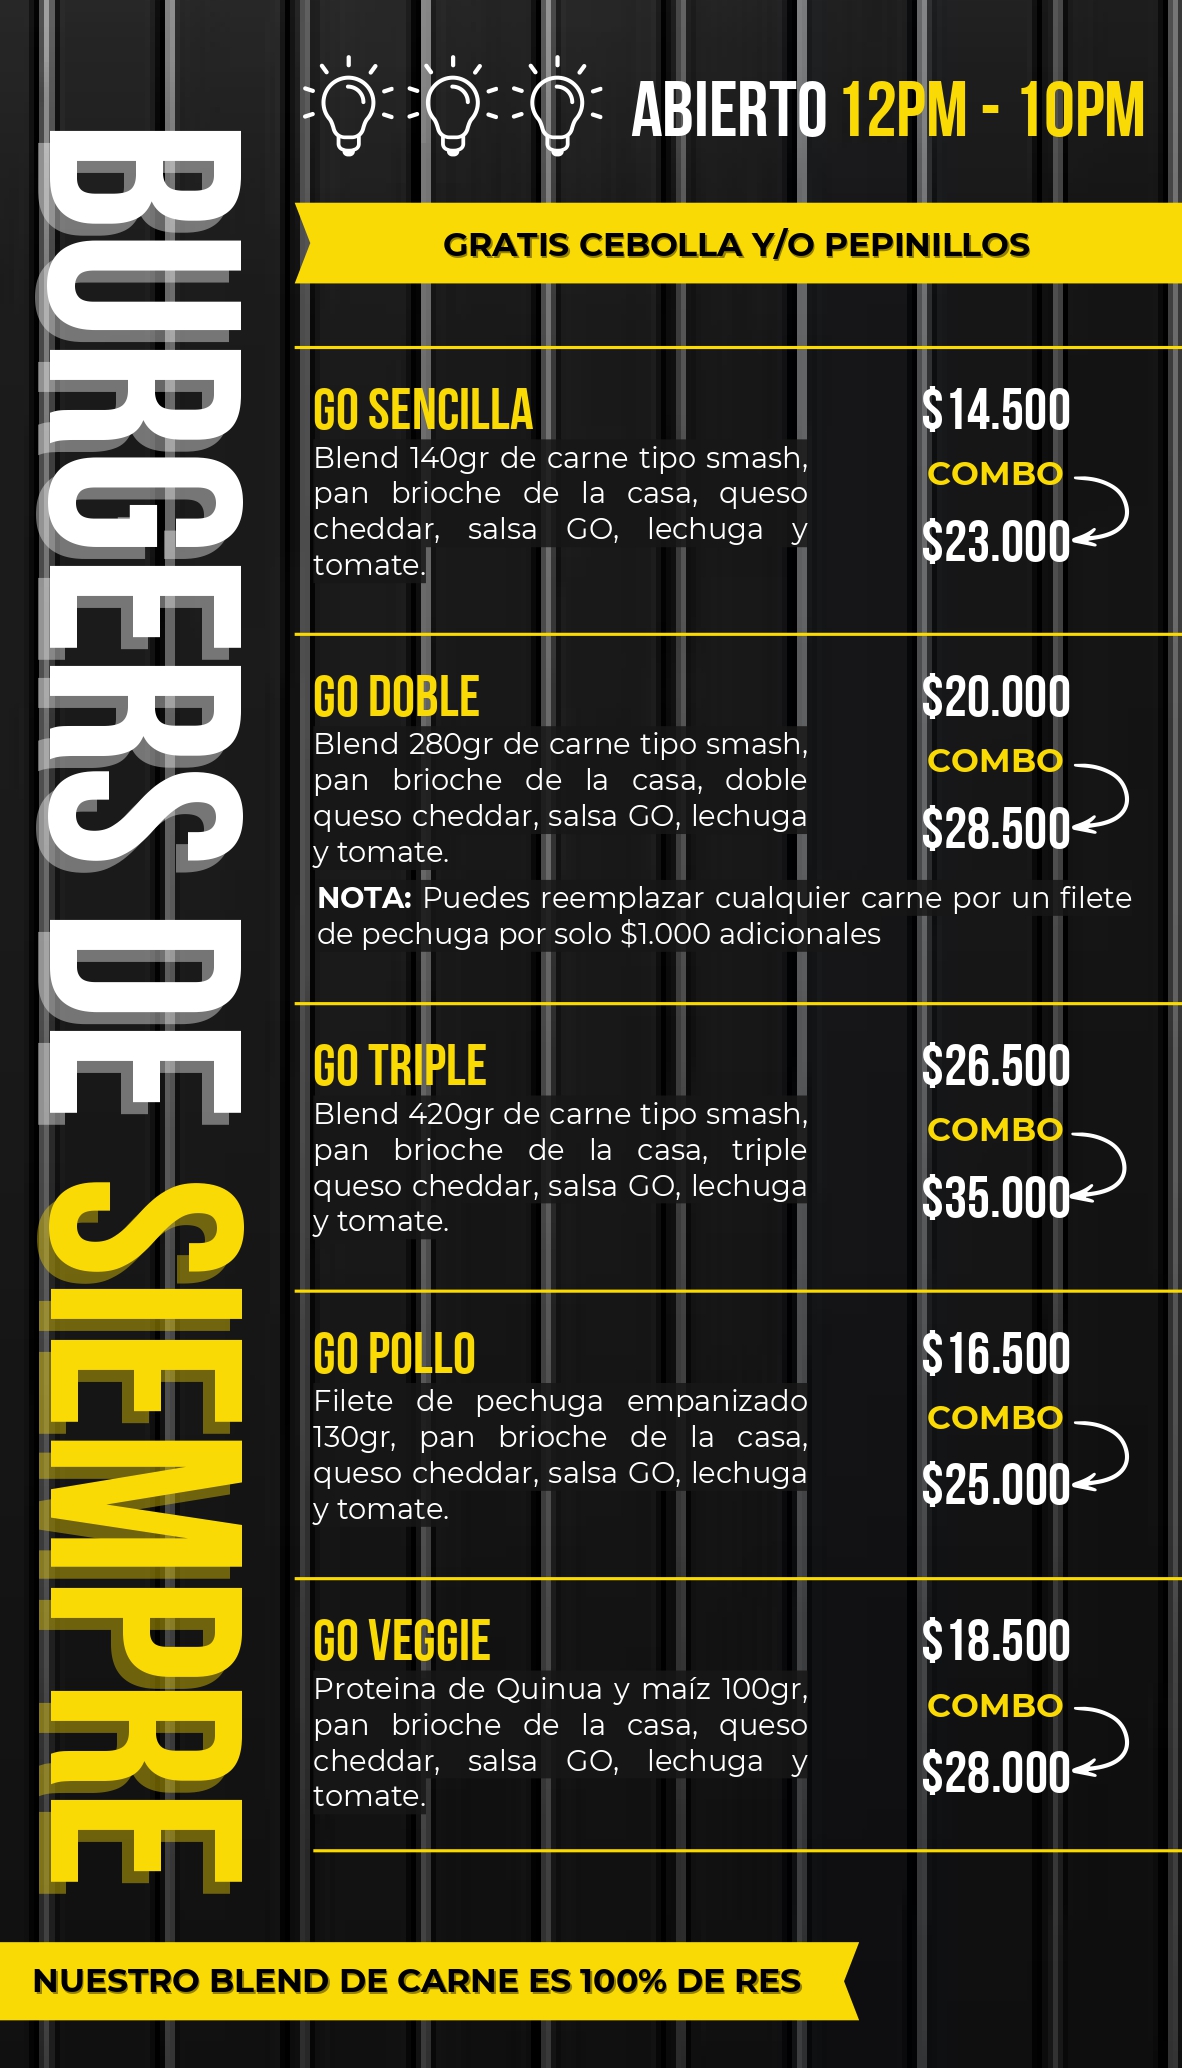 BURGERS DE SIEMPRE
ABIERTO 12PM - 10PM
GRATIS CEBOLLA Y/O PEPINILLOS
GO SENCILLA
Blend 140gr de carne tipo smash,
pan brioche de la casa, queso
cheddar, salsa GO, lechuga y
tomate.
$14.500
COMBO
$23.000
GO DOBLE
Blend 280gr de carne tipo smash,
pan brioche de la casa, doble
queso cheddar, salsa GO, lechuga
y tomate.
$20.000
COMBO
$28.500
NOTA: Puedes reemplazar cualquier carne por un filete
de pechuga por solo $1.000 adicionales
GO TRIPLE
Blend 420gr de carne tipo smash,
pan brioche de la casa, triple
queso cheddar, salsa GO, lechuga
y tomate.
$26.500
COMBO
$35.000
GO POLLO
Filete de pechuga empanizado
130gr, pan brioche de la casa,
queso cheddar, salsa GO, lechuga
y tomate.
$16.500
COMBO
$25.000
GO VEGGIE
Proteina de Quinua y maíz 100gr,
pan brioche de la casa, queso
cheddar, salsa GO, lechuga y
tomate.
$18.500
COMBO
$28.000
NUESTRO BLEND DE CARNE ES 100% DE RES